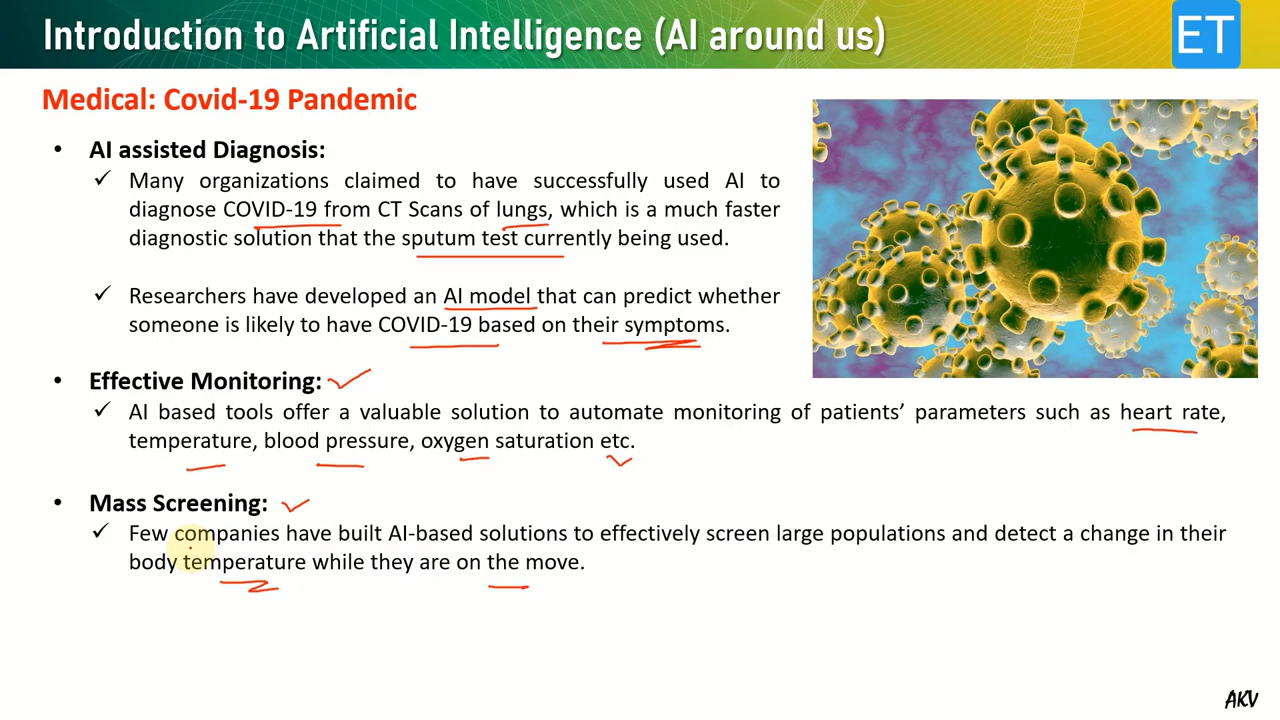 Introduction to Artificial Intelligence (AI around us)
ET
Medical: Covid-19 Pandemic
• AI assisted Diagnosis:
✓ Many organizations claimed to have successfully used AI to
diagnose COVID-19 from CT Scans of lungs, which is a much faster
diagnostic solution that the sputum test currently being used.
✓ Researchers have developed an AI model that can predict whether
someone is likely to have COVID-19 based on their symptoms.
• Effective Monitoring:
✓ AI based tools offer a valuable solution to automate monitoring of patients’ parameters such as heart rate,
temperature, blood pressure, oxygen saturation etc.
• Mass Screening:
✓ Few companies have built AI-based solutions to effectively screen large populations and detect a change in their
body temperature while they are on the move.
AKV